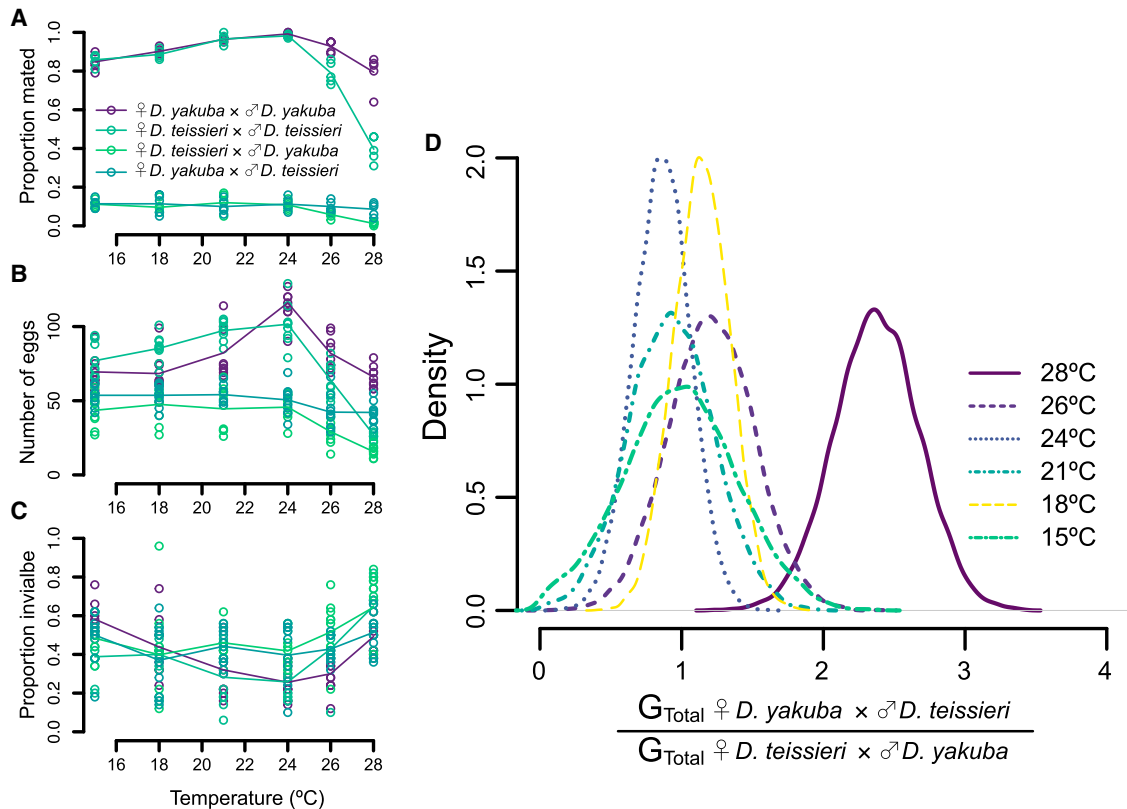 A
Proportion mated
0.0 0.2 0.4 0.6 0.8 1.0
♀ D. yakuba × ♂ D. yakuba
♀ D. teissieri × ♂ D. teissieri
♀ D. teissieri × ♂ D. yakuba
♀ D. yakuba × ♂ D. teissieri
16 18 20 22 24 26 28
B
Number of eggs
0 50 100
16 18 20 22 24 26 28
C
Proportion invialbe
0.0 0.2 0.4 0.6 0.8 1.0
16 18 20 22 24 26 28
Temperature (ºC)
D
Density
0.0 0.5 1.0 1.5 2.0
28ºC
26ºC
24ºC
21ºC
18ºC
15ºC
0 1 2 3 4
GTotal ♀ D. yakuba × ♂ D. teissieri
GTotal ♀ D. teissieri × ♂ D. yakuba